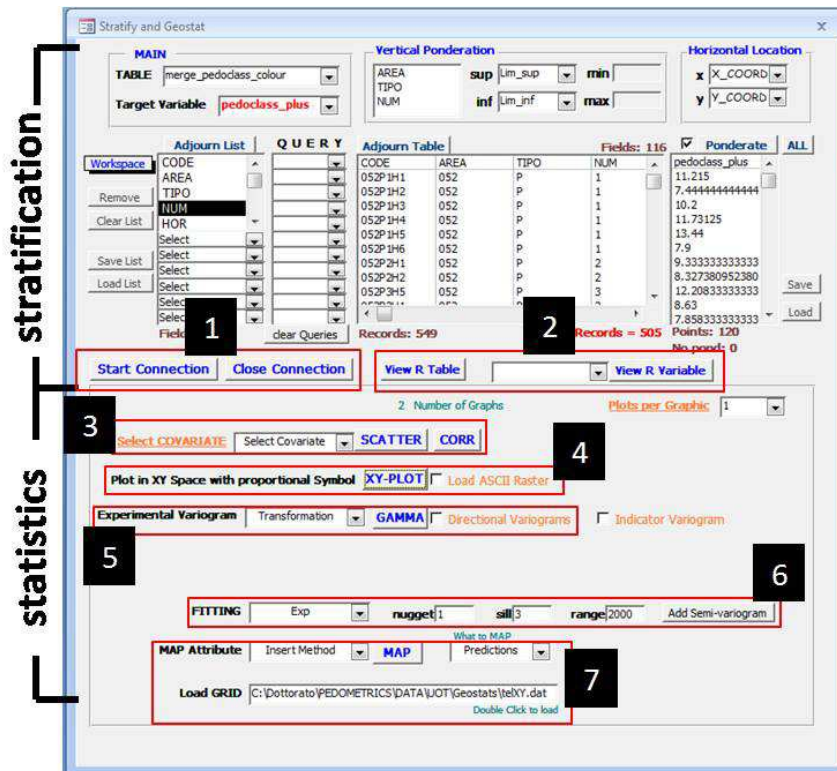 Stratify and Geostat x
MAIN
TABLE merge_pedoclass_colour
Target Variable pedoclass_plus
Vertical Ponderation
AREA
TIPO
NUM
sup Lim_sup min
inf Lim_inf max
Horizontal Location
x X_COORD
y Y_COORD
Adjourn List QUERY Adjourn Table Fields: 116 Ponderate ALL
Workspace
Remove
Clear List
Save List
Load List
CODE
AREA
TIPO
NUM
HOR
Select
Select
Select
Select
Select
Select
CODE AREA TIPO NUM
052P1H1 052 P 1
052P1H2 052 P 1
052P1H3 052 P 1
052P1H4 052 P 1
052P1H5 052 P 1
052P1H6 052 P 1
052P2H1 052 P 2
052P2H2 052 P 2
052P3H5 052 P 3
pedoclass_plus
11.215
7.444444444444
10.2
11.73125
13.44
7.9
9.333333333333
8.327380952380
12.20833333333
8.63
7.858333333333
Save
Load
Field clear Queries Records: 549 Records = 505 Points: 120
No pond: 0
1
2
Start Connection Close Connection View R Table View R Variable
2 Number of Graphs Plots per Graphic 1
3
Select COVARIATE Select Covariate SCATTER CORR
4
Plot in XY Space with proportional Symbol XY-PLOT Load ASCII Raster
Experimental Variogram Transformation GAMMA Directional Variograms Indicator Variogram
5
6
FITTING Exp nugget 1 sill 3 range 2000 Add Semi-variogram
What to MAP
MAP Attribute Insert Method MAP Predictions
7
Load GRID C:\Dottorato\PEDOMETRICS\DATA\UOT\Geostats\telXY.dat
Double Click to load
stratification
statistics